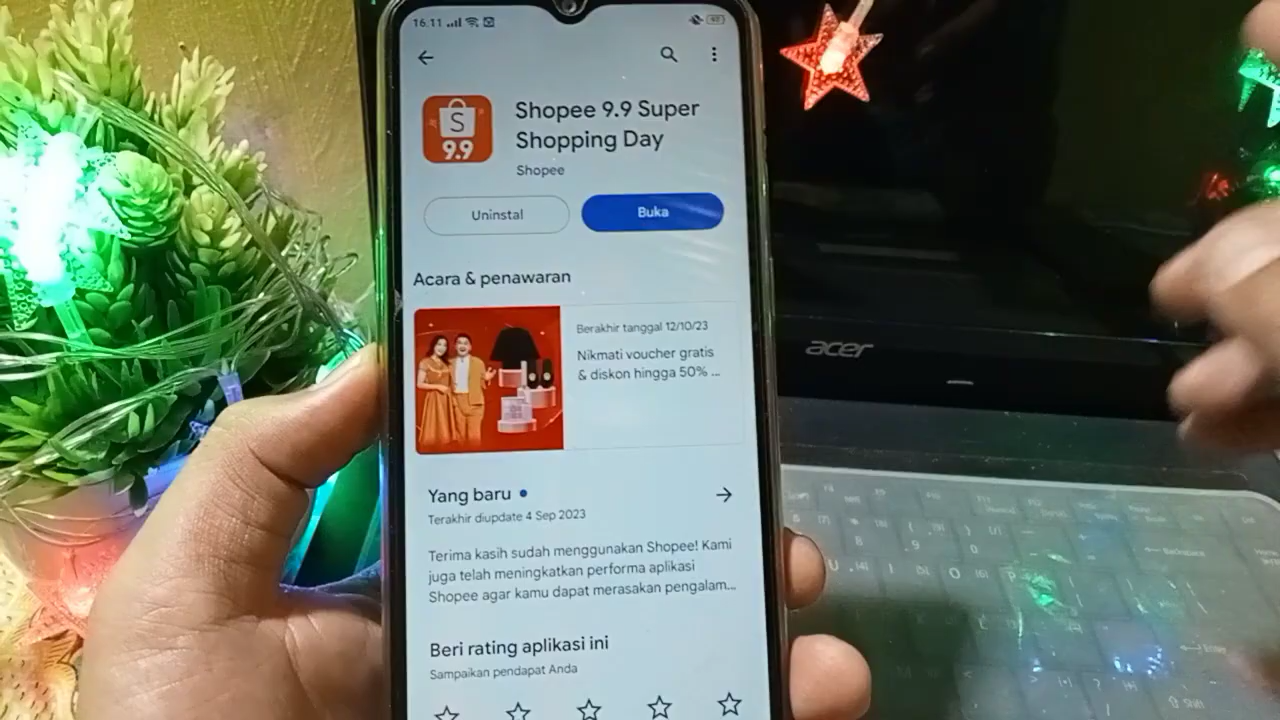 16.11
Shopee 9.9 Super
Shopping Day
Shopee
S
9.9
Uninstal
Buka
Acara & penawaran
Berakhir tanggal 12/10/23
Nikmati voucher gratis
& diskon hingga 50% ...
Yang baru
Terakhir diupdate 4 Sep 2023
Terima kasih sudah menggunakan Shopee! Kami
juga telah meningkatkan performa aplikasi
Shopee agar kamu dapat merasakan pengalam...
Beri rating aplikasi ini
Sampaikan pendapat Anda
acer
Backspace
U
I
O
P